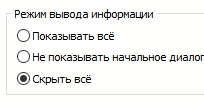 Режим вывода информации
Показывать всё
Не показывать начальное диалог
Скрыть всё